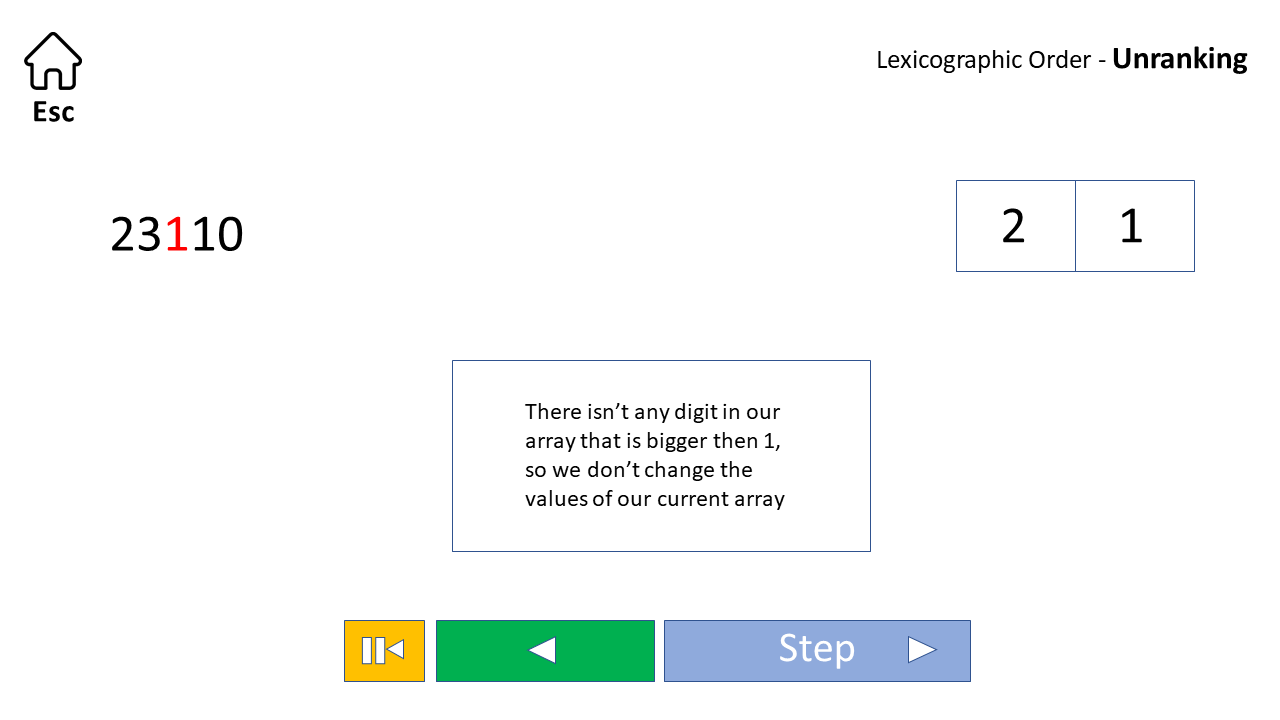 Lexicographic Order - Unranking
Esc
23110
2 1
There isn’t any digit in our
array that is bigger then 1,
so we don’t change the
values of our current array
Step